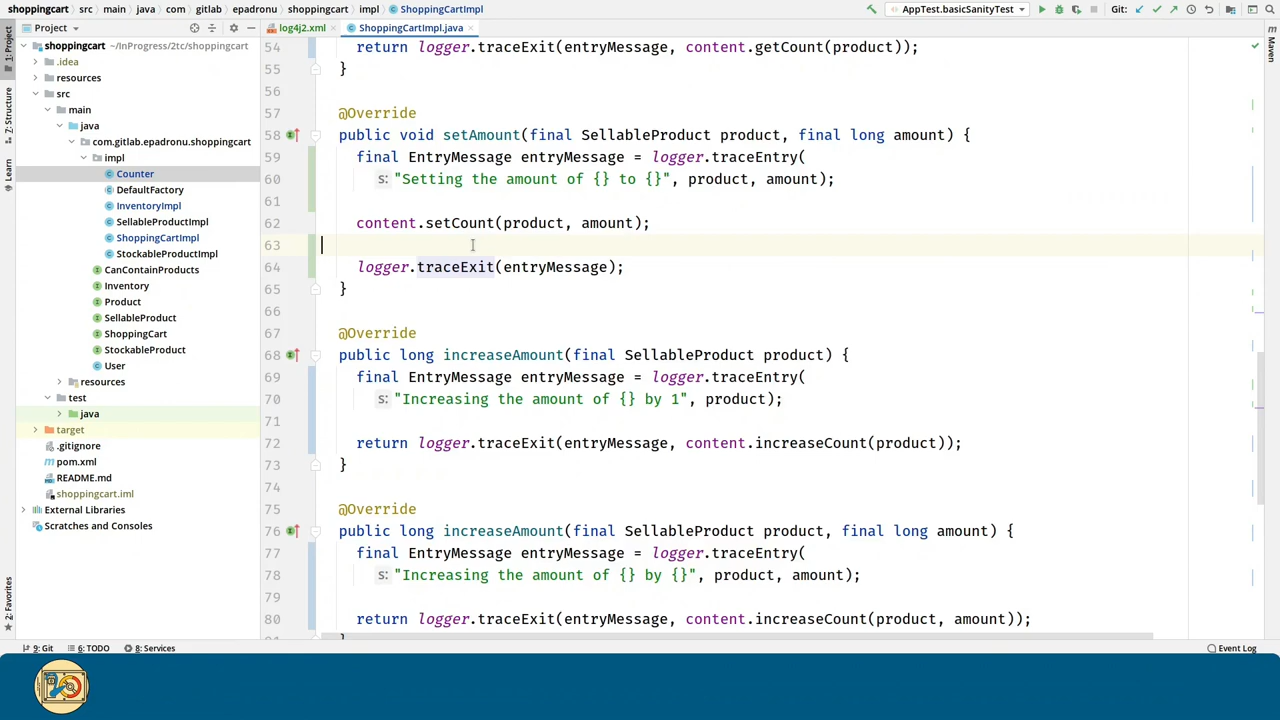 shoppingcart › src › main › java › com › gitlab › epadronu › shoppingcart › impl › ShoppingCartImpl
AppTest.basicSanityTest
Git:
Project
log4j2.xml
ShoppingCartImpl.java
shoppingcart ~/InProgress/2tc/shoppingcart
.idea
resources
src
main
java
com.gitlab.epadronu.shoppingcart
impl
Counter
DefaultFactory
InventoryImpl
SellableProductImpl
ShoppingCartImpl
StockableProductImpl
CanContainProducts
Inventory
Product
SellableProduct
ShoppingCart
StockableProduct
User
resources
test
java
target
.gitignore
pom.xml
README.md
shoppingcart.iml
External Libraries
Scratches and Consoles
1: Project
7: Structure
Learn
2: Favorites
Maven
54 return logger.traceExit(entryMessage, content.getCount(product));
55 }
56
57 @Override
58 public void setAmount(final SellableProduct product, final long amount) {
59 final EntryMessage entryMessage = logger.traceEntry(
60 s: "Setting the amount of {} to {}", product, amount);
61
62 content.setCount(product, amount);
63
64 logger.traceExit(entryMessage);
65 }
66
67 @Override
68 public long increaseAmount(final SellableProduct product) {
69 final EntryMessage entryMessage = logger.traceEntry(
70 s: "Increasing the amount of {} by 1", product);
71
72 return logger.traceExit(entryMessage, content.increaseCount(product));
73 }
74
75 @Override
76 public long increaseAmount(final SellableProduct product, final long amount) {
77 final EntryMessage entryMessage = logger.traceEntry(
78 s: "Increasing the amount of {} by {}", product, amount);
79
80 return logger.traceExit(entryMessage, content.increaseCount(product, amount));
9: Git
6: TODO
8: Services
Event Log